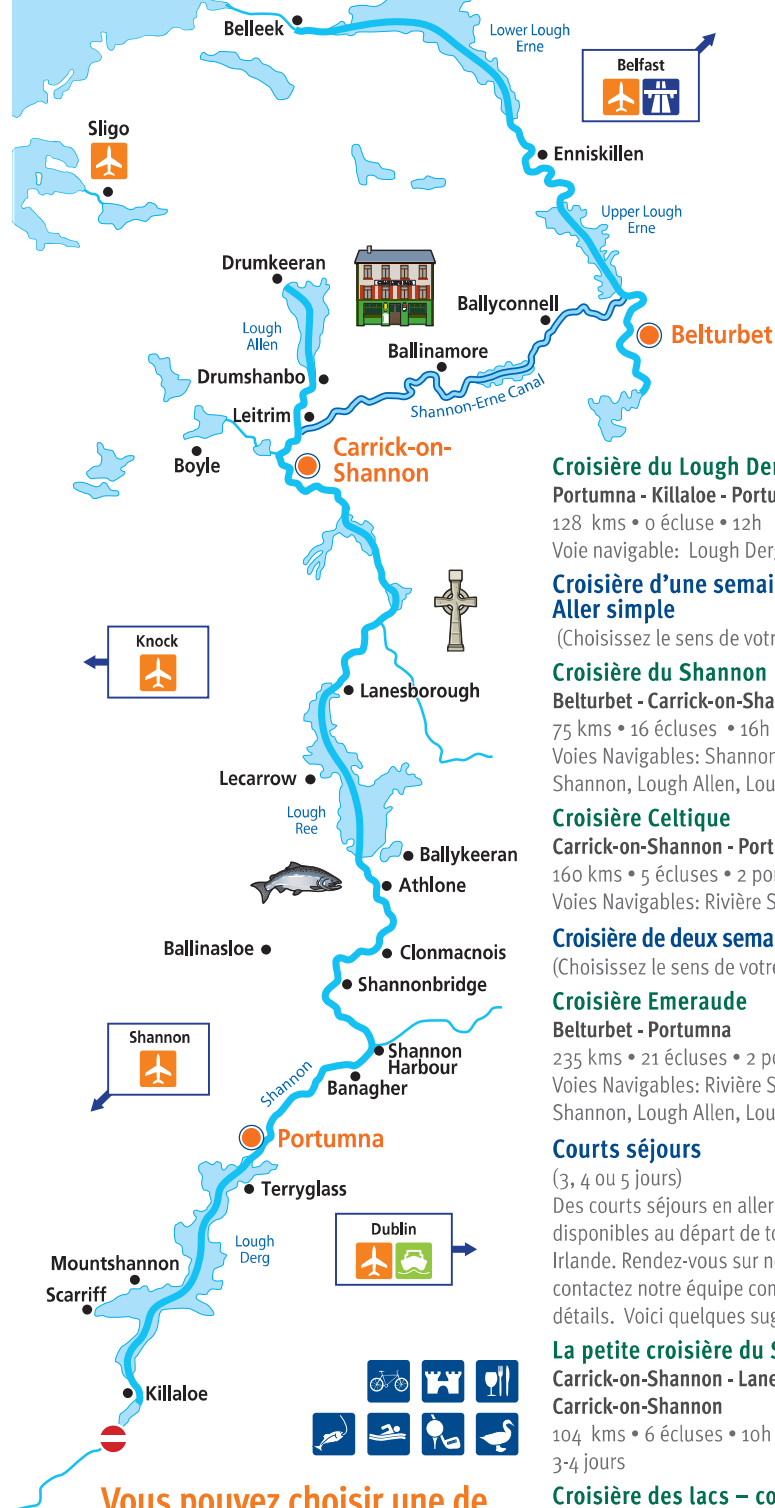 Belleek
Lower Lough
Erne
Belfast
Sligo
Enniskillen
Upper Lough
Erne
Drumkeeran
Lough
Allen
Ballyconnell
Belturbet
Ballinamore
Drumshanbo
Shannon-Erne Canal
Leitrim
Boyle
Carrick-on-
Shannon
Knock
Lanesborough
Lecarrow
Lough
Ree
Ballykeeran
Athlone
Ballinasloe
Clonmacnois
Shannonbridge
Shannon
Shannon
Harbour
Banagher
Shannon
Portumna
Terryglass
Lough
Derg
Dublin
Mountshannon
Scarriff
Killaloe
Vous pouvez choisir une de
Croisière du Lough Der
Portumna - Killaloe - Portu
128 kms • 0 écluse • 12h
Voie navigable: Lough Der
Croisière d’une semai
Aller simple
(Choisissez le sens de votr
Croisière du Shannon
Belturbet - Carrick-on-Sha
75 kms • 16 écluses • 16h
Voies Navigables: Shannon
Shannon, Lough Allen, Lou
Croisière Celtique
Carrick-on-Shannon - Port
160 kms • 5 écluses • 2 po
Voies Navigables: Rivière S
Croisière de deux sema
(Choisissez le sens de votre
Croisière Emeraude
Belturbet - Portumna
235 kms • 21 écluses • 2 po
Voies Navigables: Rivière S
Shannon, Lough Allen, Lou
Courts séjours
(3, 4 ou 5 jours)
Des courts séjours en aller
disponibles au départ de to
Irlande. Rendez-vous sur n
contactez notre équipe con
détails. Voici quelques sug
La petite croisière du S
Carrick-on-Shannon - Lane
Carrick-on-Shannon
104 kms • 6 écluses • 10h
3-4 jours
Croisière des lacs – co